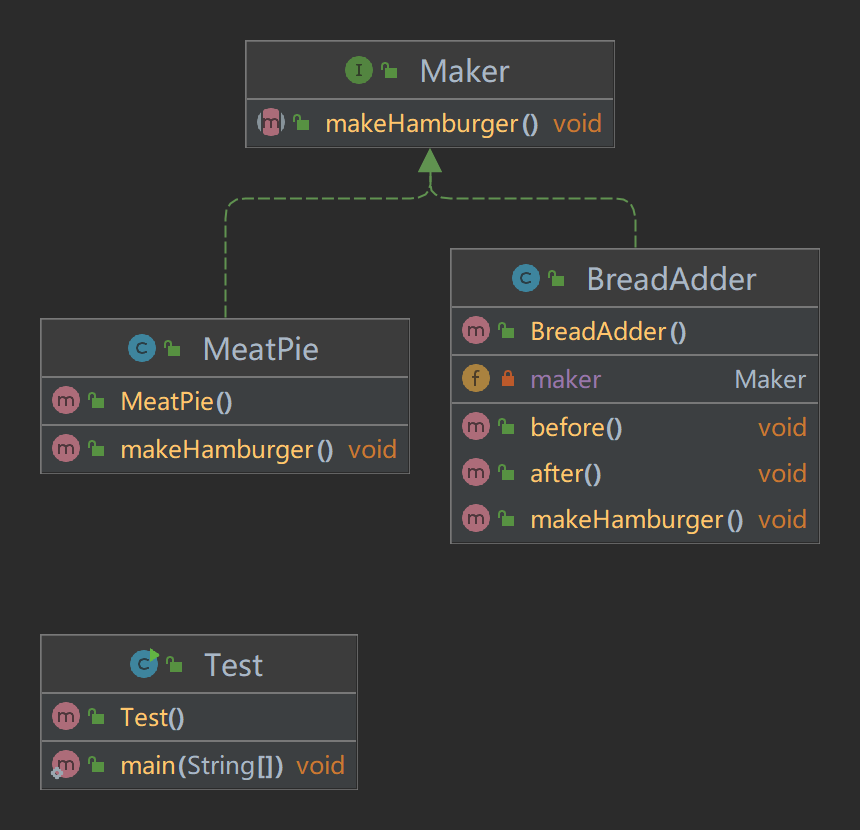 Maker
makeHamburger() void
MeatPie
MeatPie()
makeHamburger() void
BreadAdder
BreadAdder()
maker Maker
before() void
after() void
makeHamburger() void
Test
Test()
main(String[]) void